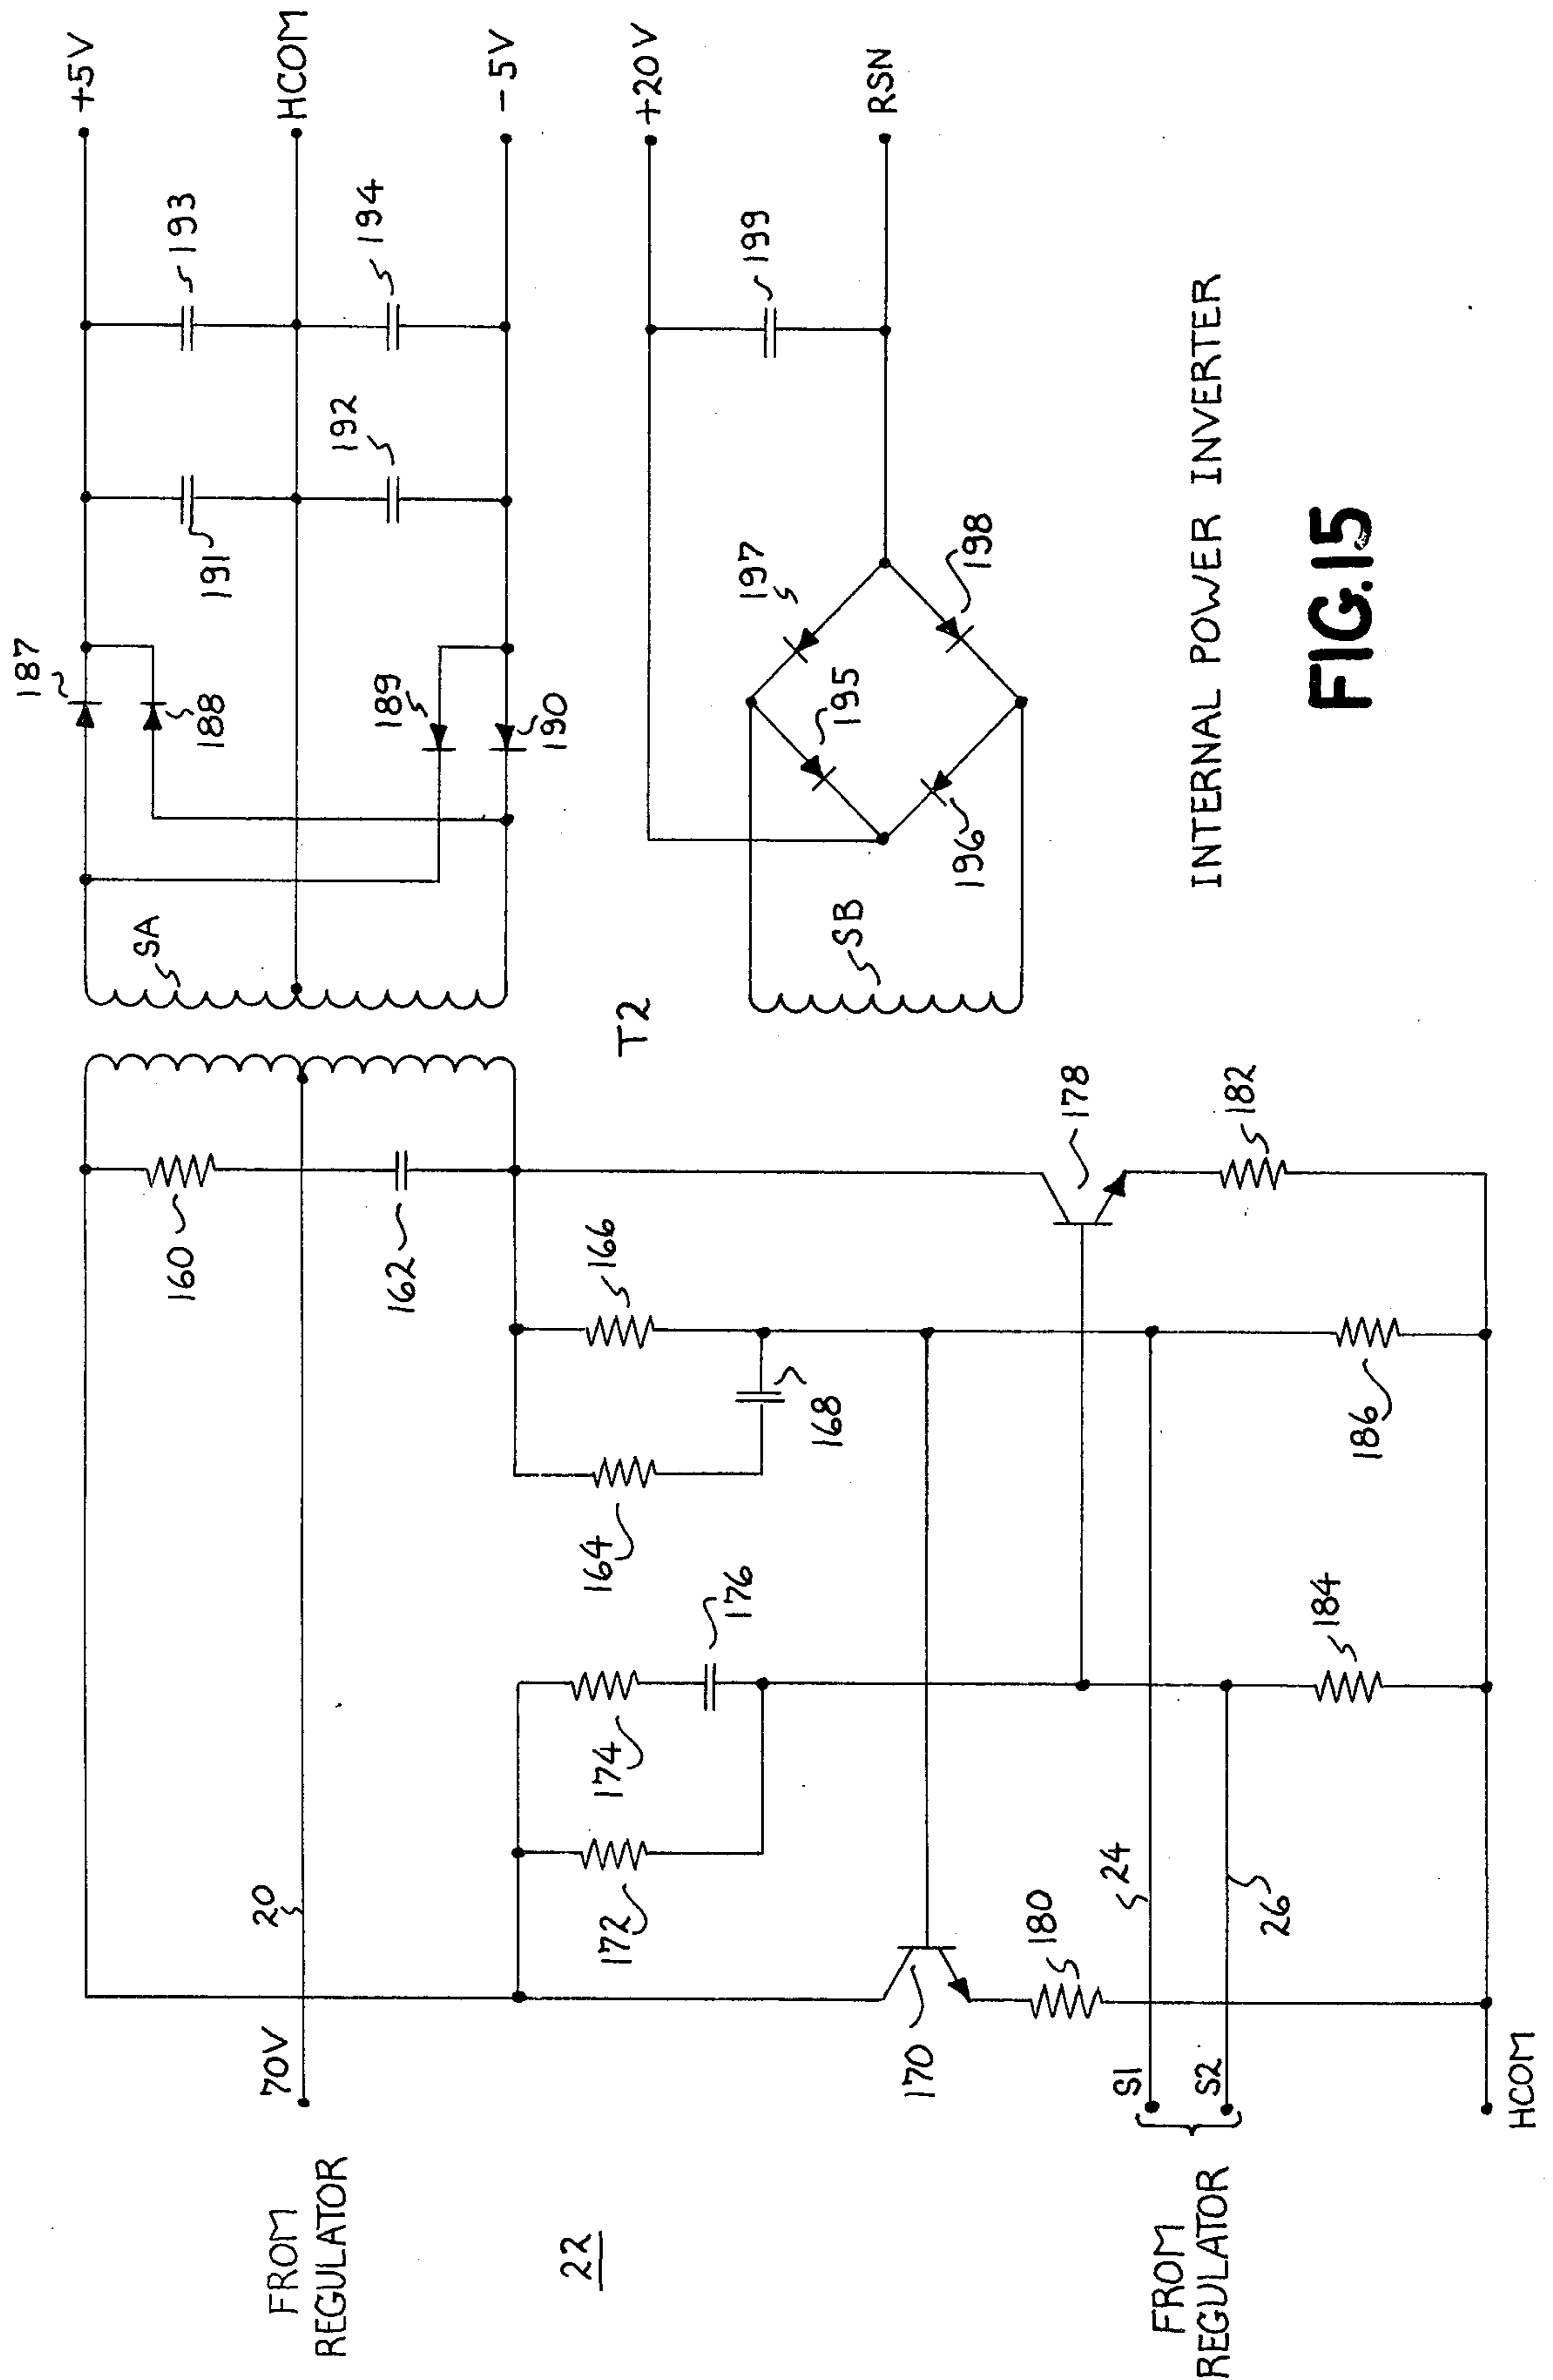 +5V
HCOM
-5V
+20V
RSN
193
194
199
191
192
187
188
189
190
197
198
195
196
SA
SB
T2
160
162
166
168
164
178
182
186
176
174
172
184
20
170
180
24
26
70V
S1
S2
HCOM
FROM
REGULATOR
22
FROM
REGULATOR
INTERNAL POWER INVERTER
FIG.15